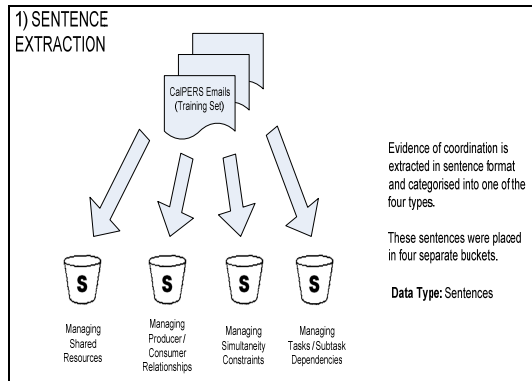 1) SENTENCE
EXTRACTION
CalPERS Emails
(Training Set)
Evidence of coordination is
extracted in sentence format
and categorised into one of the
four types.
These sentences were placed
in four separate buckets.
Data Type: Sentences
S
S
S
S
Managing
Shared
Resources
Managing
Producer/
Consumer
Relationships
Managing
Simultaneity
Constraints
Managing
Tasks/Subtask
Dependencies